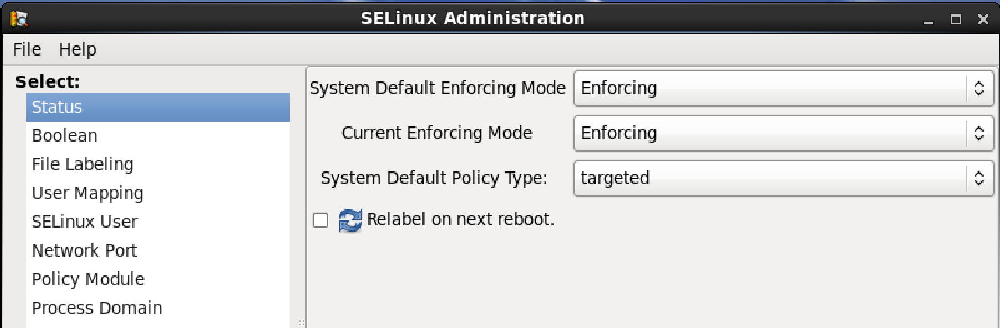 SELinux Administration
File Help
Select:
Status
Boolean
File Labeling
User Mapping
SELinux User
Network Port
Policy Module
Process Domain
System Default Enforcing Mode Enforcing
Current Enforcing Mode Enforcing
System Default Policy Type: targeted
Relabel on next reboot.